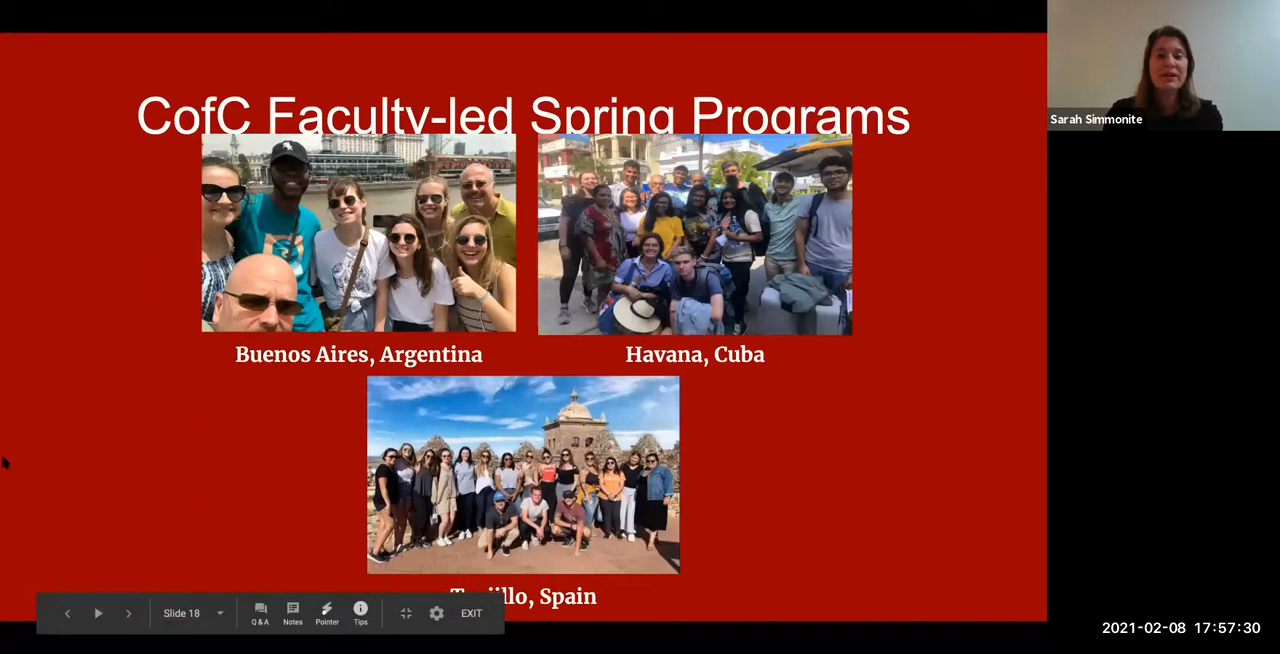 CofC Faculty-led Spring Programs
Sarah Simmonite
Buenos Aires, Argentina
Havana, Cuba
Spain
Slide 18
Q & A
Notes
Pointer
Tips
EXIT
2021-02-08 17:57:30